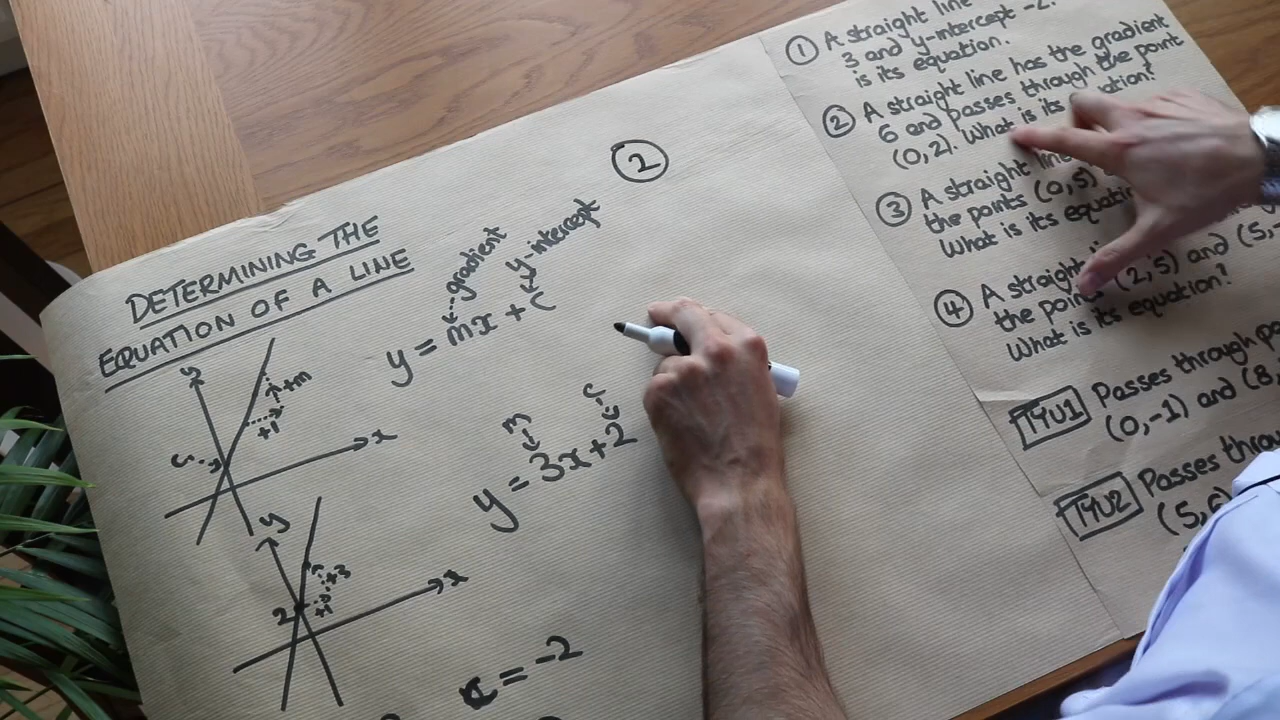 DETERMINING THE
EQUATION OF A LINE
y = mx + c
gradient
y-intercept
y
x
c
+1
+m
y = 3x + 2
m
c
y
x
2
+1
+3
c = -2
2
1 A straight line
3 and y-intercept -2.
is its equation.
2 A straight line has the gradient
6 and passes through the point
(0,2). What is its
3 A straight line
the points (0,5)
What is its
4 A straight
the points (2,5) and (5,-
What is its equation?
TYU1 Passes through
(0,-1) and (8,
TYU2 Passes
(5,6